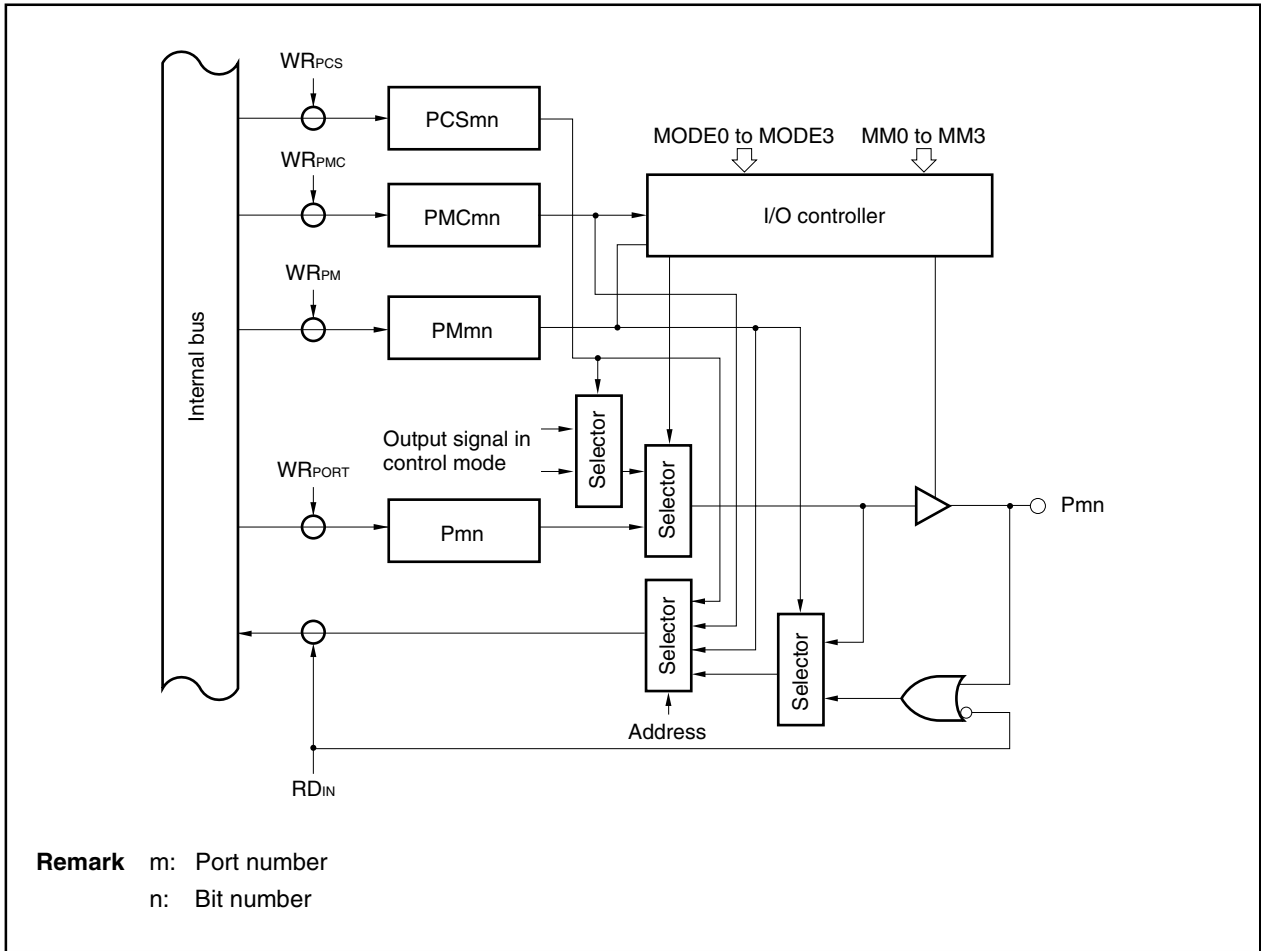 WRPCS
PCSmn
MODE0 to MODE3
MM0 to MM3
WRPMC
PMCmn
I/O controller
WRPM
PMmn
Internal bus
Selector
Output signal in
control mode
Selector
WRPORT
Pmn
Pmn
Selector
Selector
Address
RDIN
Remark m: Port number
n: Bit number